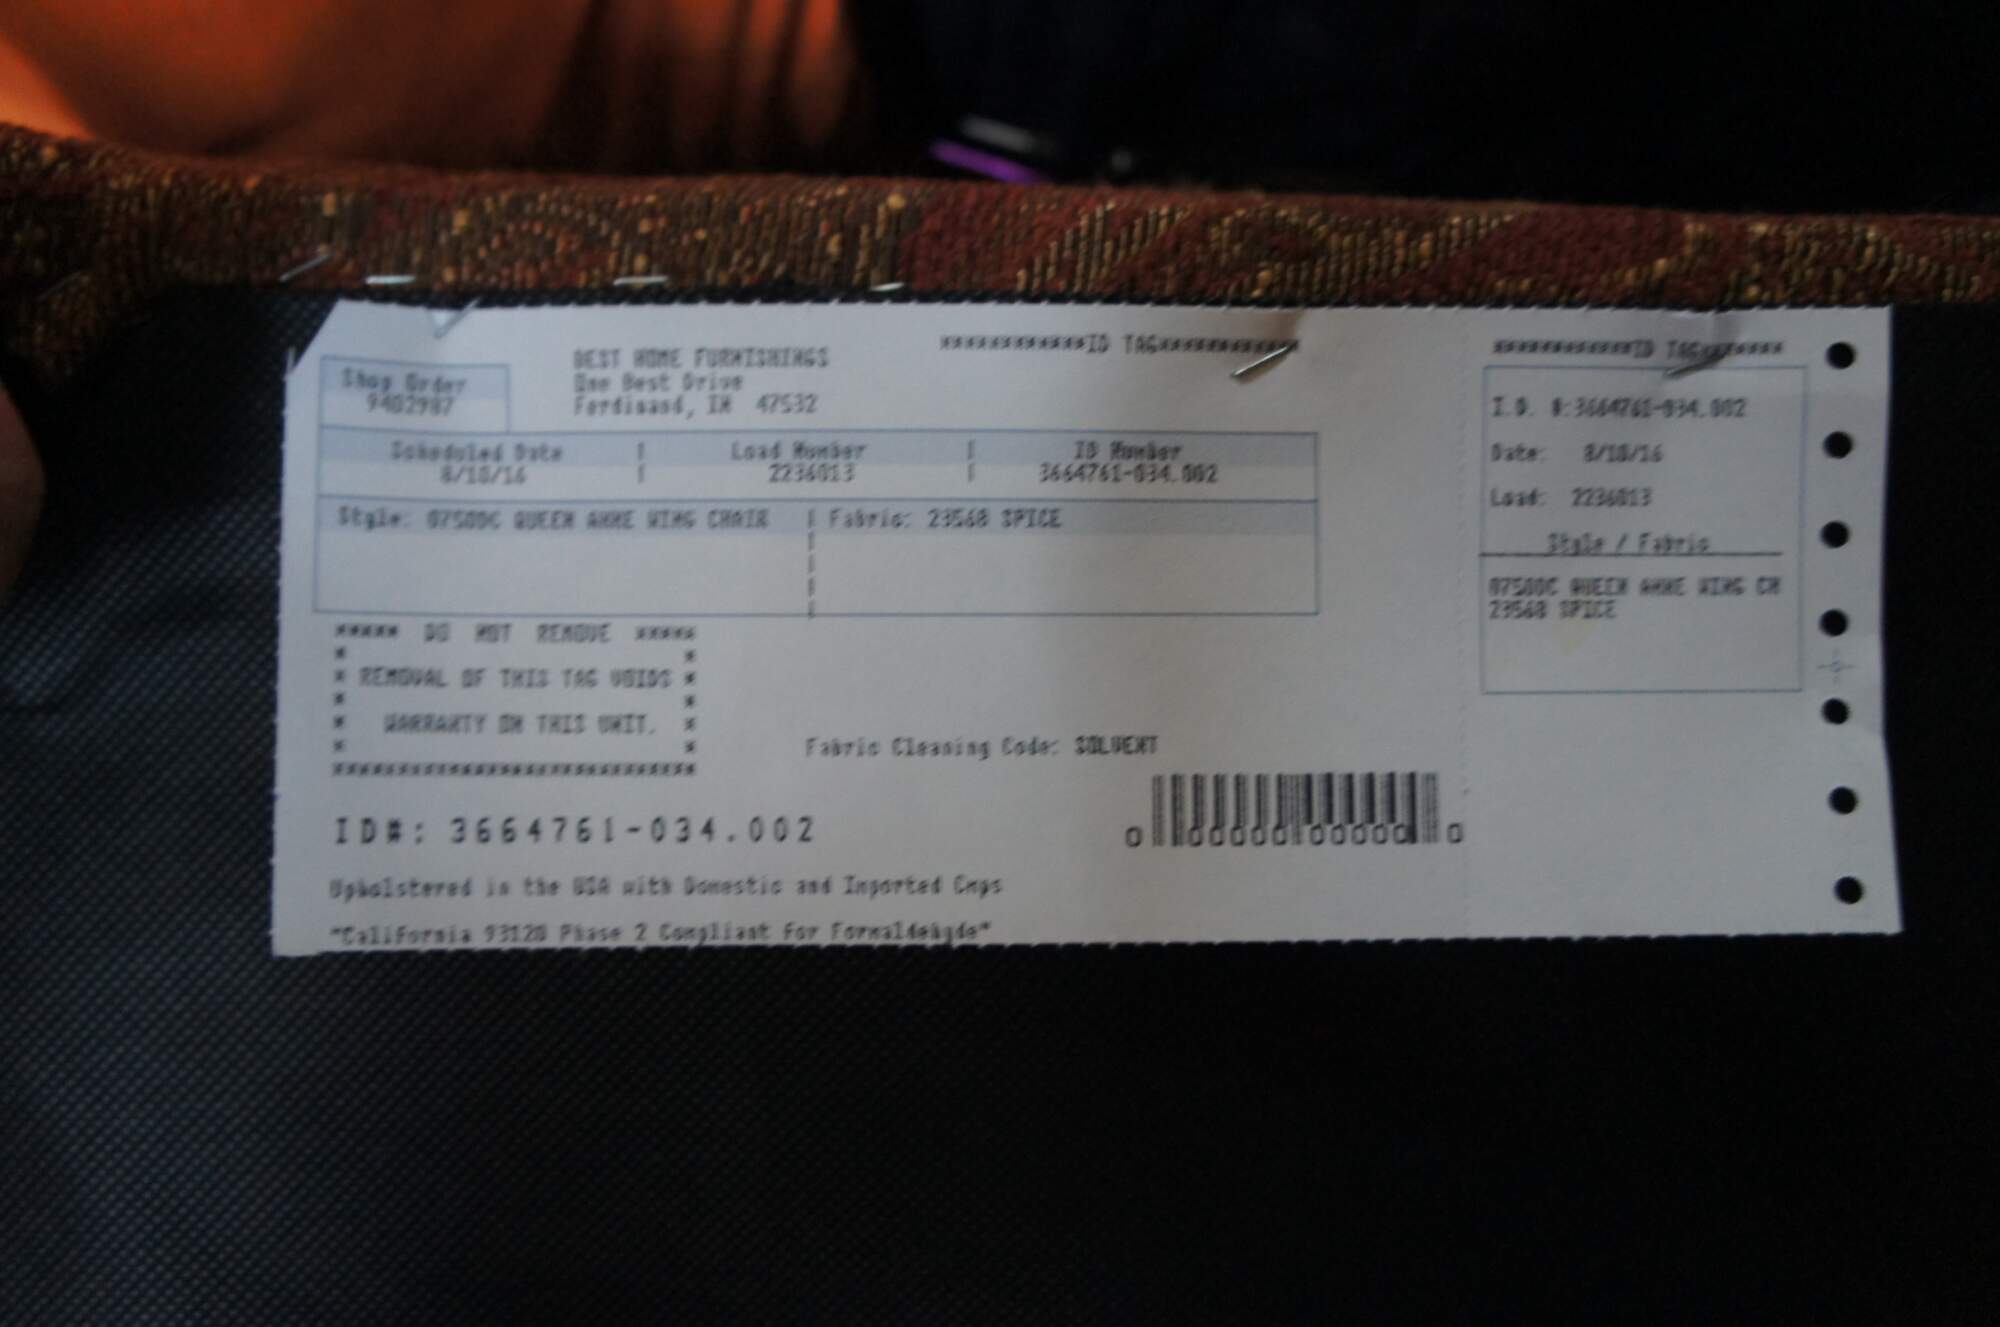 ************ID TAG************
BEST HOME FURNISHINGS
One Best Drive
Ferdinand, IN 47532
Shop Order
9402987
Scheduled Date | Load Number | ID Number
8/10/16 | 2236013 | 3664761-034.002
Style: 07500C QUEEN ANNE WING CHAIR | Fabric: 23568 SPICE
***** DO NOT REMOVE *****
* REMOVAL OF THIS TAG VOIDS *
* WARRANTY ON THIS UNIT. *
Fabric Cleaning Code: SOLVENT
ID#: 3664761-034.002
0 000000 00000 0
Upholstered in the USA with Domestic and Imported Cmps
"California 93120 Phase 2 Compliant For Formaldehyde"
************ID TAG*******
I.D. #:3664761-034.002
Date: 8/10/16
Load: 2236013
Style / Fabric
07500C QUEEN ANNE WING CH
23568 SPICE